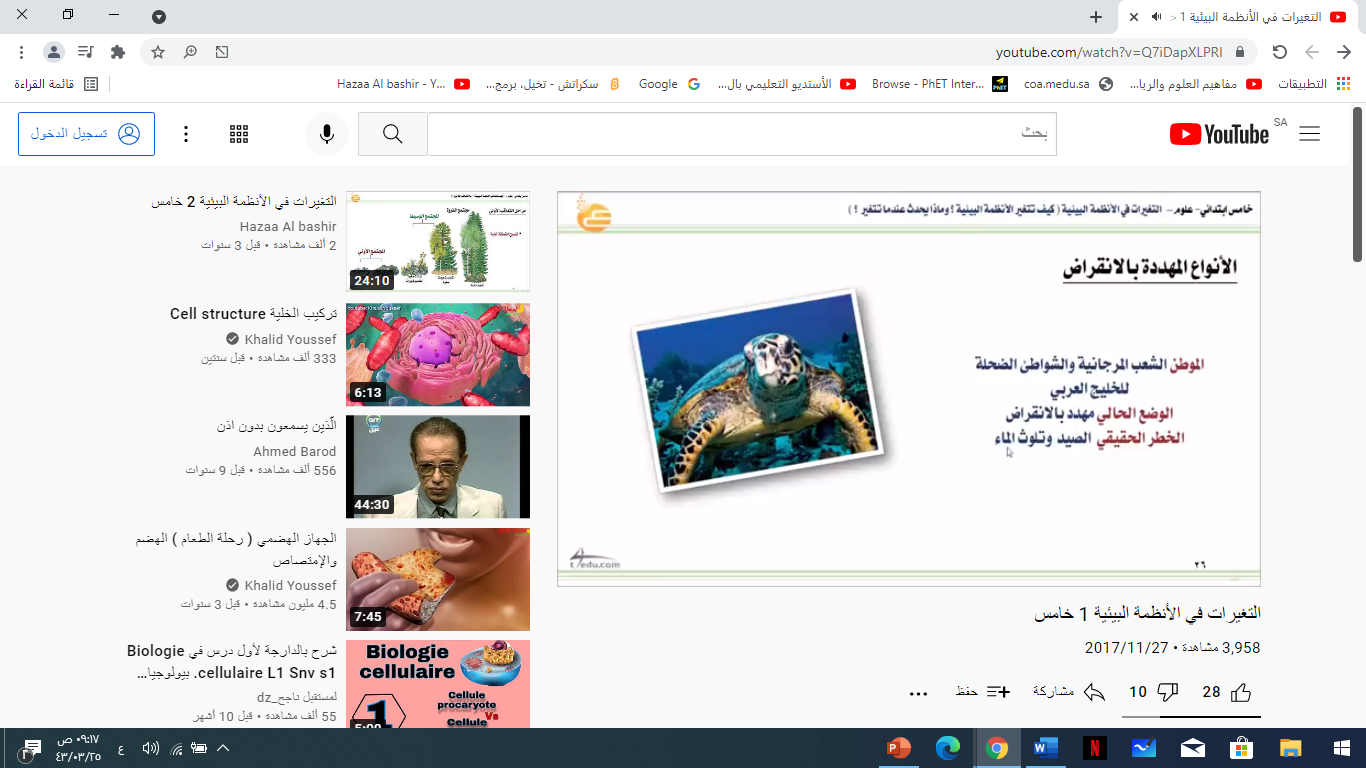 التغيرات في الأنظمة البيئية 1 >
youtube.com/watch?v=Q7iDapXLPRI
التطبيقات
مفاهيم العلوم والريا...
coa.medu.sa
Browse - PhET Inter...
الأستديو التعليمي بال...
Google
سكراتش - تخيل، برمج...
Hazaa Al bashir - Y...
قائمة القراءة
YouTube SA
بحث
تسجيل الدخول
خامس ابتدائي - علوم – التغيرات في الأنظمة البيئية ( كيف تتغير الأنظمة البيئية ؟ وماذا يحدث عندما تتغير ؟ )
الأنواع المهددة بالانقراض
الموطن الشعب المرجانية والشواطئ الضحلة
للخليج العربي
الوضع الحالي مهدد بالانقراض
الخطر الحقيقي الصيد وتلوث الماء
٢٦
التغيرات في الأنظمة البيئية 1 خامس
3,958 مشاهدة • 2017/11/27
28
10
مشاركة
حفظ
التغيرات في الأنظمة البيئية 2 خامس
Hazaa Al bashir
2 ألف مشاهدة • قبل 3 سنوات
24:10
تركيب الخلية Cell structure
Khalid Youssef
333 ألف مشاهدة • قبل سنتين
6:13
الّذين يسمعون بدون اذن
Ahmed Barod
556 ألف مشاهدة • قبل 9 سنوات
44:30
الجهاز الهضمي ( رحلة الطعام ) الهضم
والإمتصاص
Khalid Youssef
4.5 مليون مشاهدة • قبل 3 سنوات
7:45
شرح بالدارجة لأول درس في Biologie
cellulaire L1 Snv s1. بيولوجيا...
لمستقبل ناجح_dz
55 ألف مشاهدة • قبل 10 أشهر
Biologie
cellulaire
1
Cellule
procaryote
Vs
Cellule
٠٩:١٧ ص
٤٣/٠٣/٢٥
ع